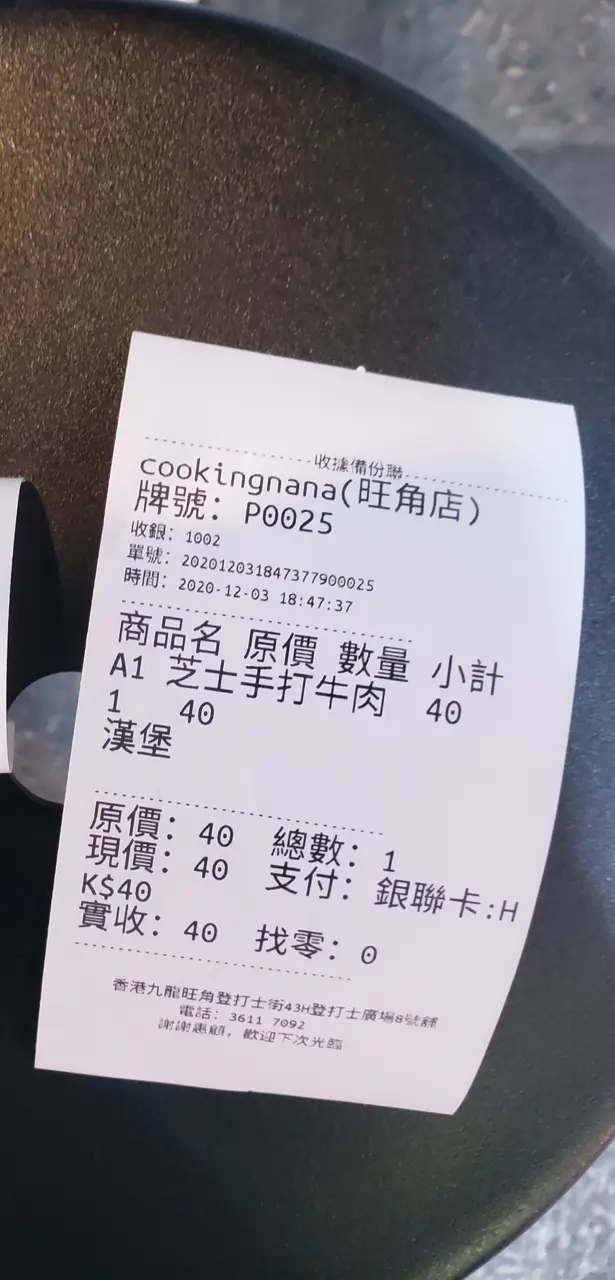 收據備份聯
cookingnana(旺角店)
牌號: P0025
收銀: 1002
單號: 202012031847377900025
時間: 2020-12-03 18:47:37
商品名 原價 數量 小計
A1 芝士手打牛肉 40
1 40
漢堡
原價: 40 總數: 1
現價: 40 支付: 銀聯卡:H
K$40
實收: 40 找零: 0
香港九龍旺角登打士街43H登打士廣場8號舖
電話: 3611 7092
謝謝惠顧, 歡迎下次光臨